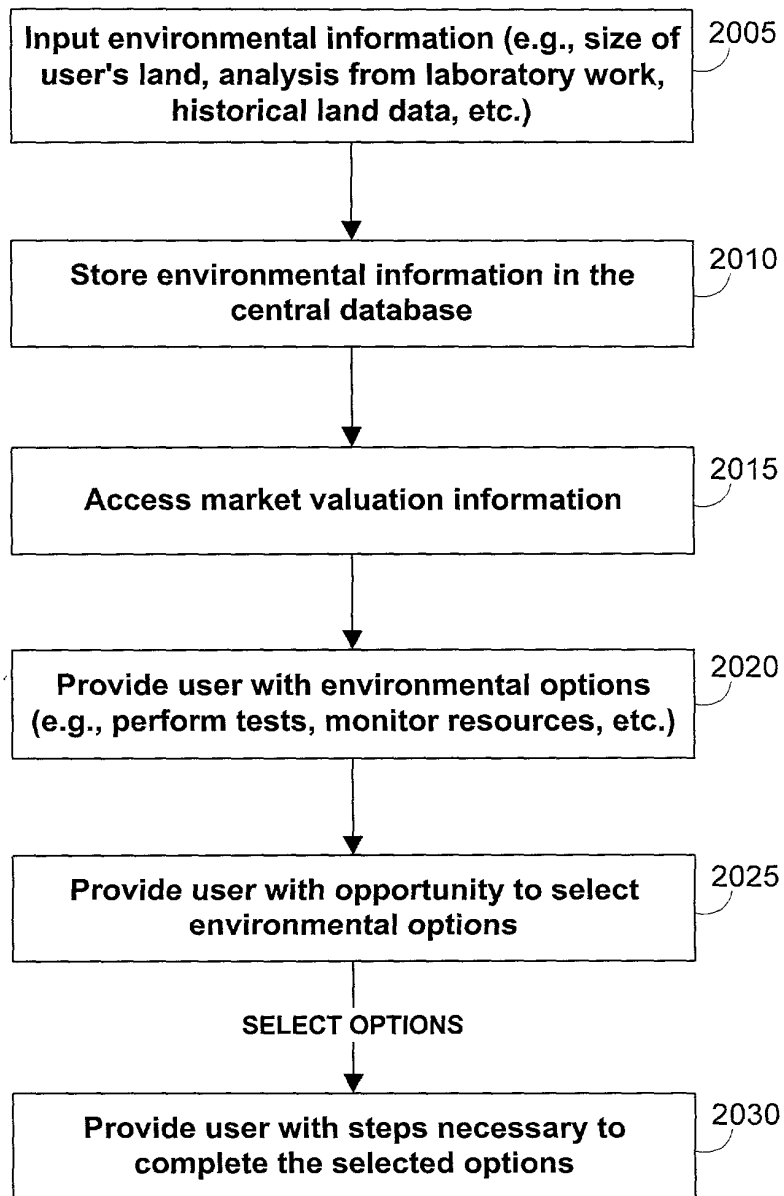 Input environmental information (e.g., size of
user's land, analysis from laboratory work,
historical land data, etc.)
2005
Store environmental information in the
central database
2010
Access market valuation information
2015
Provide user with environmental options
(e.g., perform tests, monitor resources, etc.)
2020
Provide user with opportunity to select
environmental options
2025
SELECT OPTIONS
Provide user with steps necessary to
complete the selected options
2030